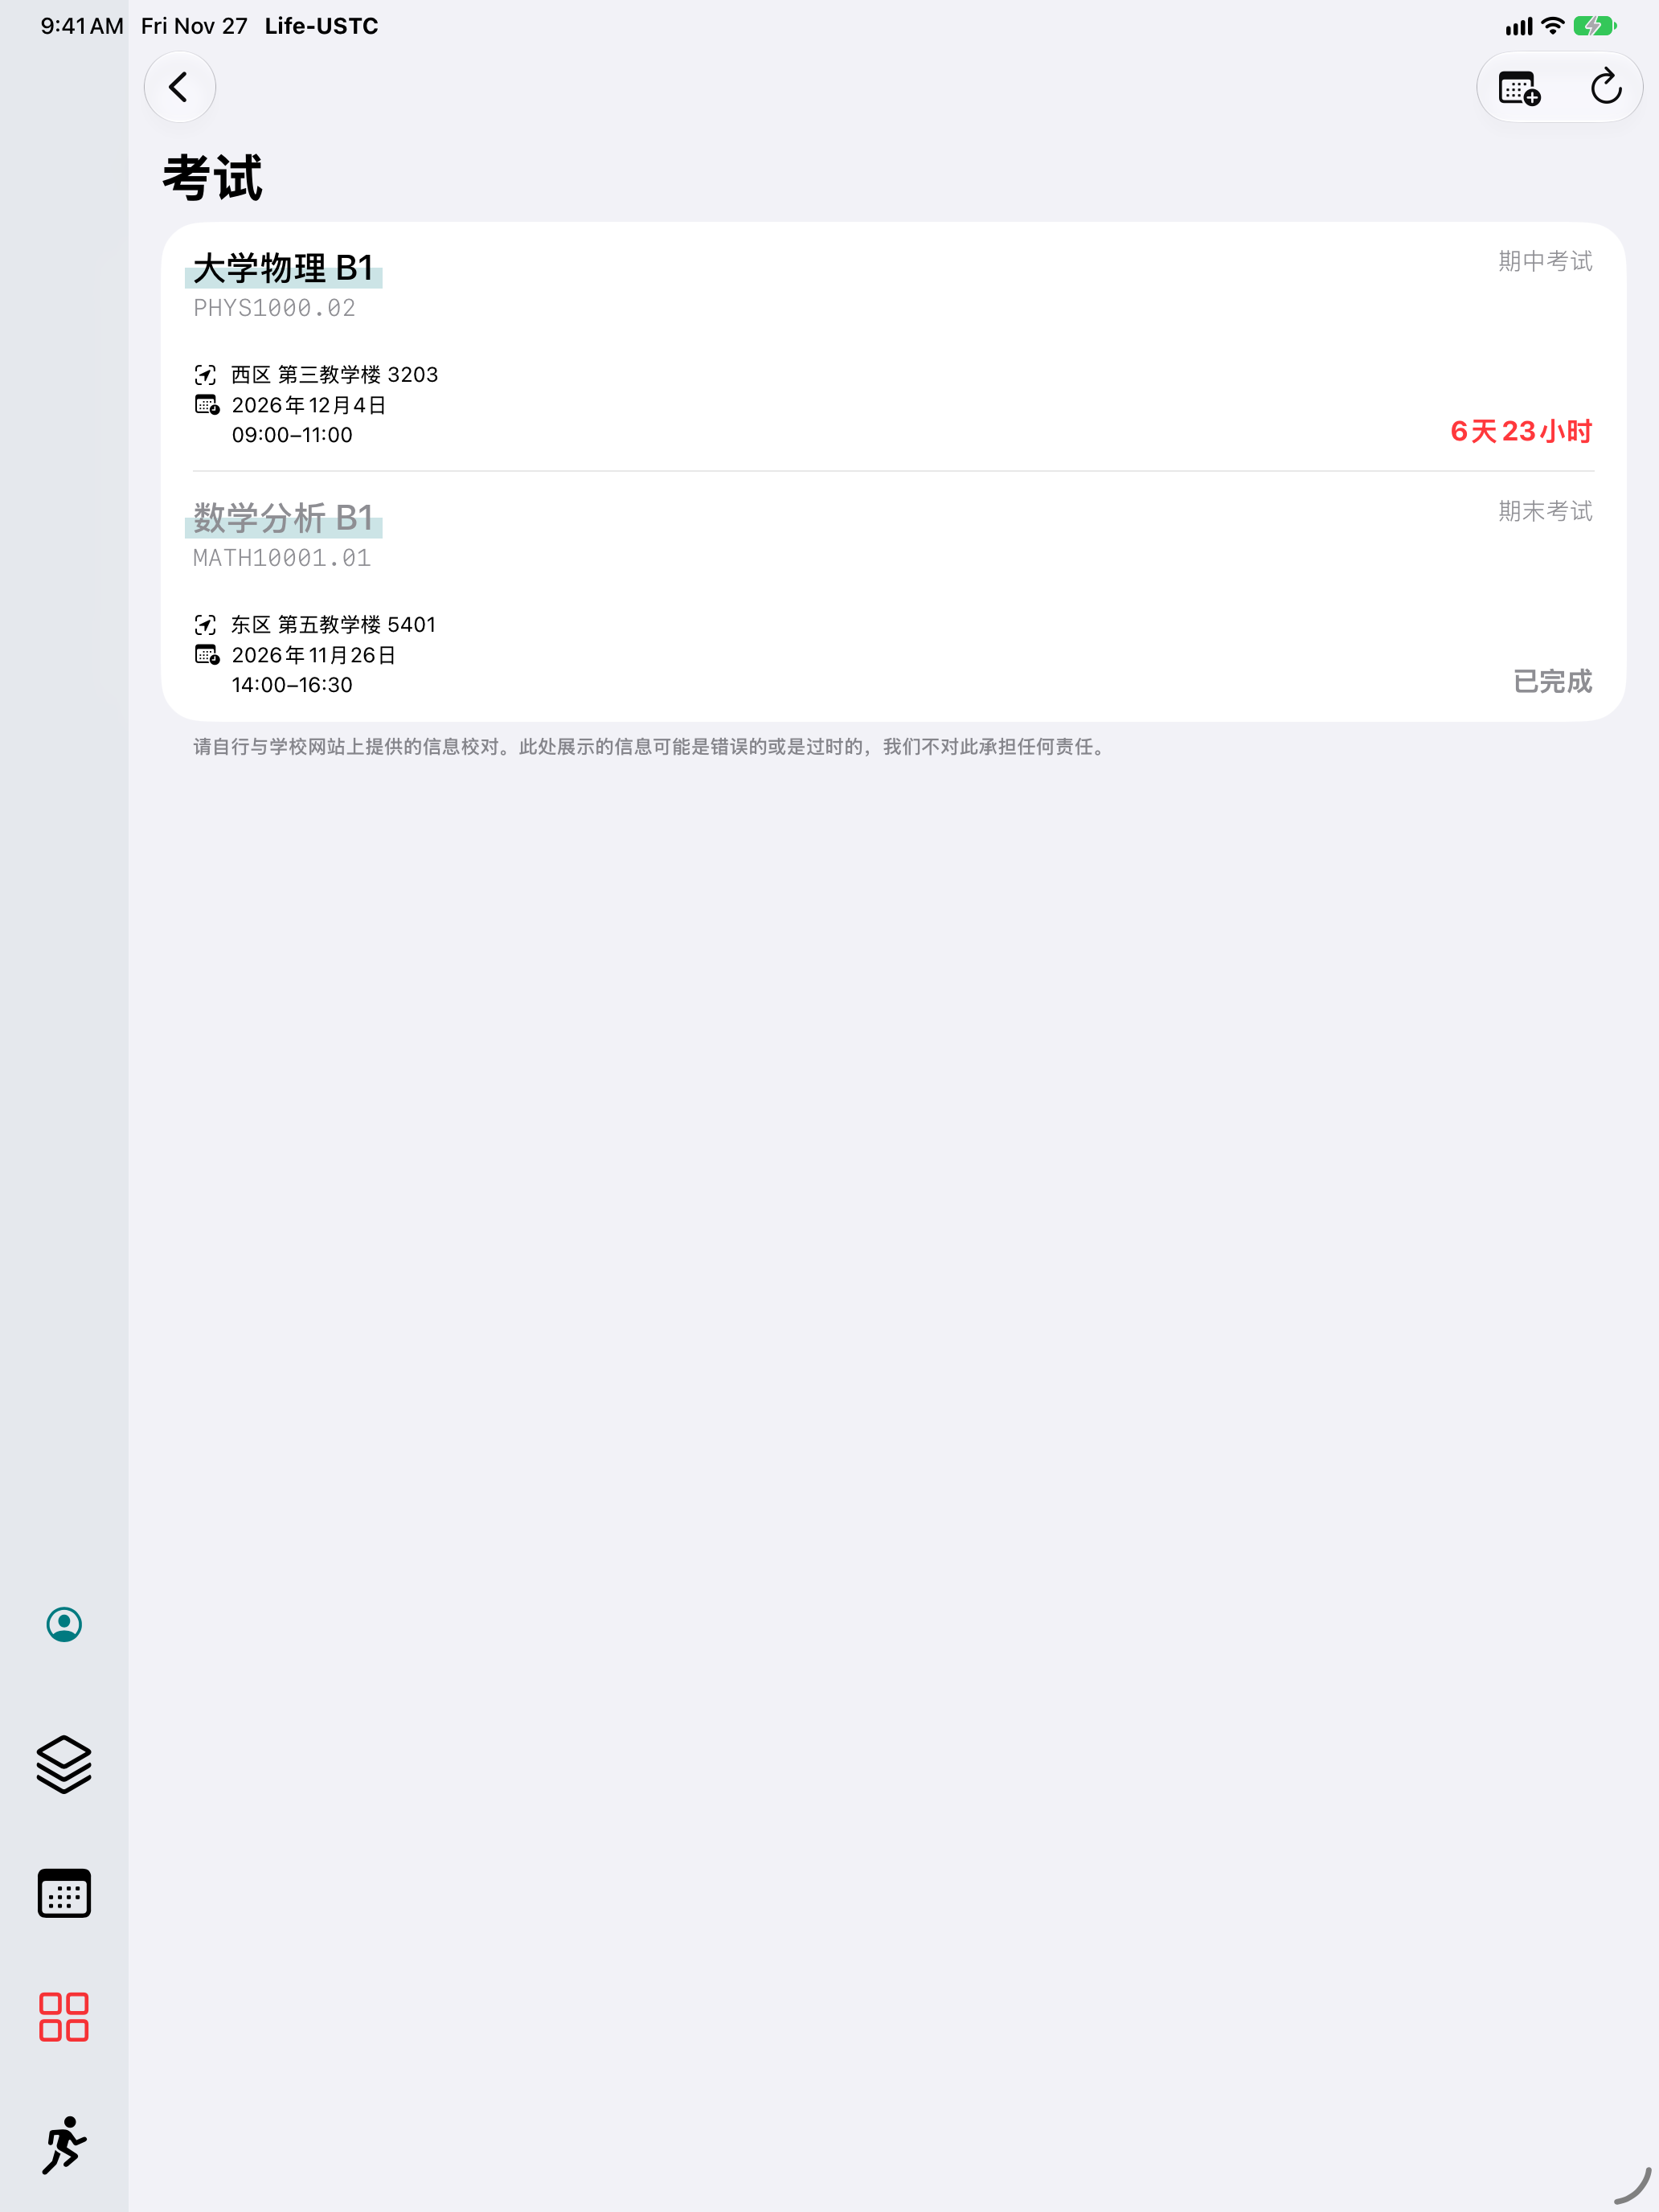 9:41 AM Fri Nov 27 Life-USTC
考试
大学物理 B1
期中考试
PHYS1000.02
西区 第三教学楼 3203
2026年12月4日
09:00–11:00
6天23小时
数学分析 B1
期末考试
MATH10001.01
东区 第五教学楼 5401
2026年11月26日
14:00–16:30
已完成
请自行与学校网站上提供的信息校对。此处展示的信息可能是错误的或是过时的，我们不对此承担任何责任。